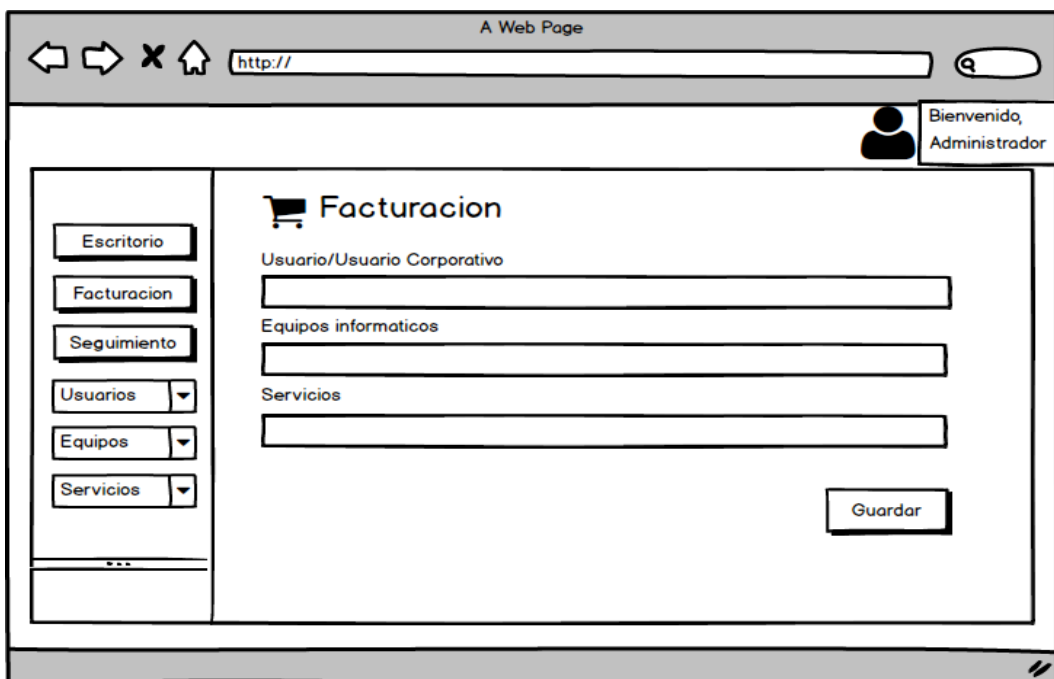 A Web Page
http://
Bienvenido,
Administrador
Escritorio
Facturacion
Seguimiento
Usuarios
Equipos
Servicios
Facturacion
Usuario/Usuario Corporativo
Equipos informaticos
Servicios
Guardar